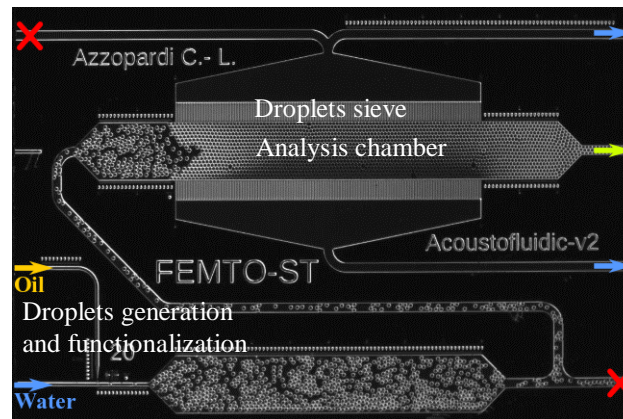 Azzopardi C.- L.
Droplets sieve
Analysis chamber
Acoustofluidic-v2
FEMTO-ST
Oil
Droplets generation
and functionalization
20
Water